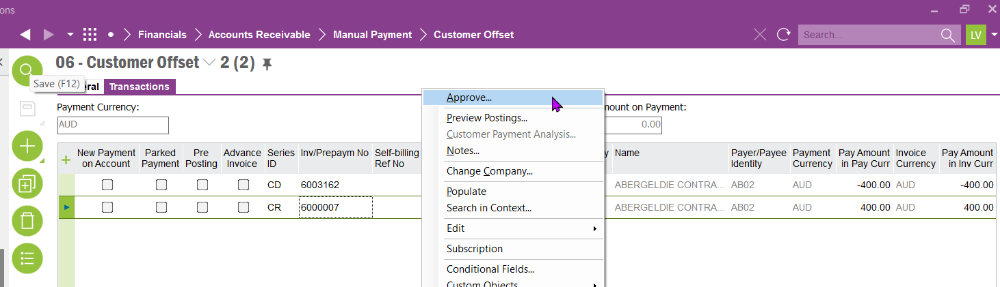 ons
Financials
Accounts Receivable
Manual Payment
Customer Offset
Search...
LV
06 - Customer Offset
2 (2)
Save (F12)
eral
Transactions
Payment Currency:
AUD
ount on Payment:
0.00
New Payment
on Account
Parked
Payment
Pre
Posting
Advance
Invoice
Series
ID
Inv/Prepaym No
Self-billing
Ref No
y
Name
Payer/Payee
Identity
Payment
Currency
Pay Amount
in Pay Curr
Invoice
Currency
Pay Amount
in Inv Curr
CD
6003162
ABERGELDIE CONTRA...
AB02
AUD
-400.00
AUD
-400.00
CR
6000007
ABERGELDIE CONTRA...
AB02
AUD
400.00
AUD
400.00
Approve...
Preview Postings...
Customer Payment Analysis...
Notes...
Change Company...
Populate
Search in Context...
Edit
Subscription
Conditional Fields...
Custom Objects